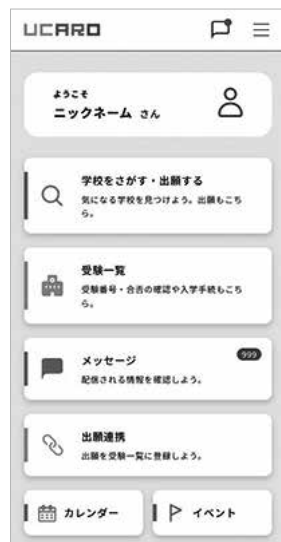 UCARO
ようこそ
ニックネーム さん
学校をさがす・出願する
気になる学校を見つけよう。出願もこち
ら。
受験一覧
受験番号・合否の確認や入学手続もこち
ら。
メッセージ
999
配信される情報を確認しよう。
出願連携
出願を受験一覧に登録しよう。
カレンダー
イベント